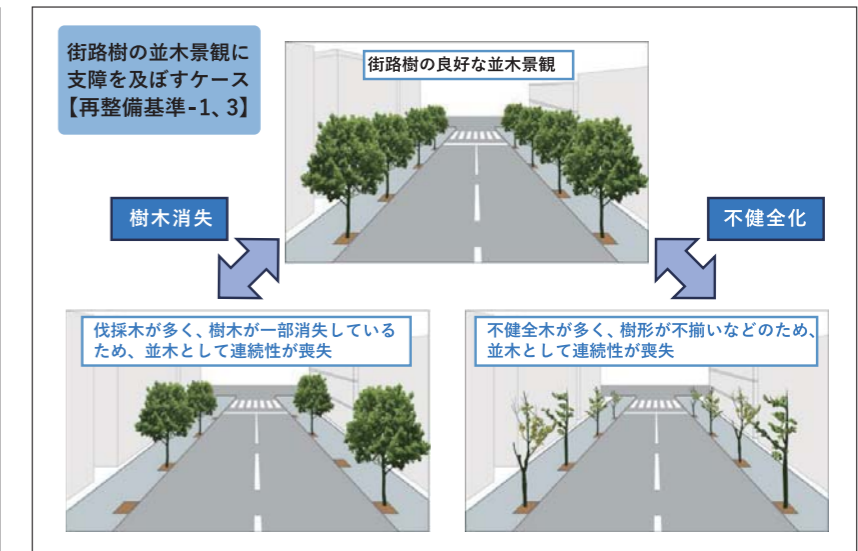 街路樹の並木景観に
支障を及ぼすケース
【再整備基準-1、3】
街路樹の良好な並木景観
樹木消失
不健全化
伐採木が多く、樹木が一部消失している
ため、並木として連続性が喪失
不健全木が多く、樹形が不揃いなどのため、
並木として連続性が喪失